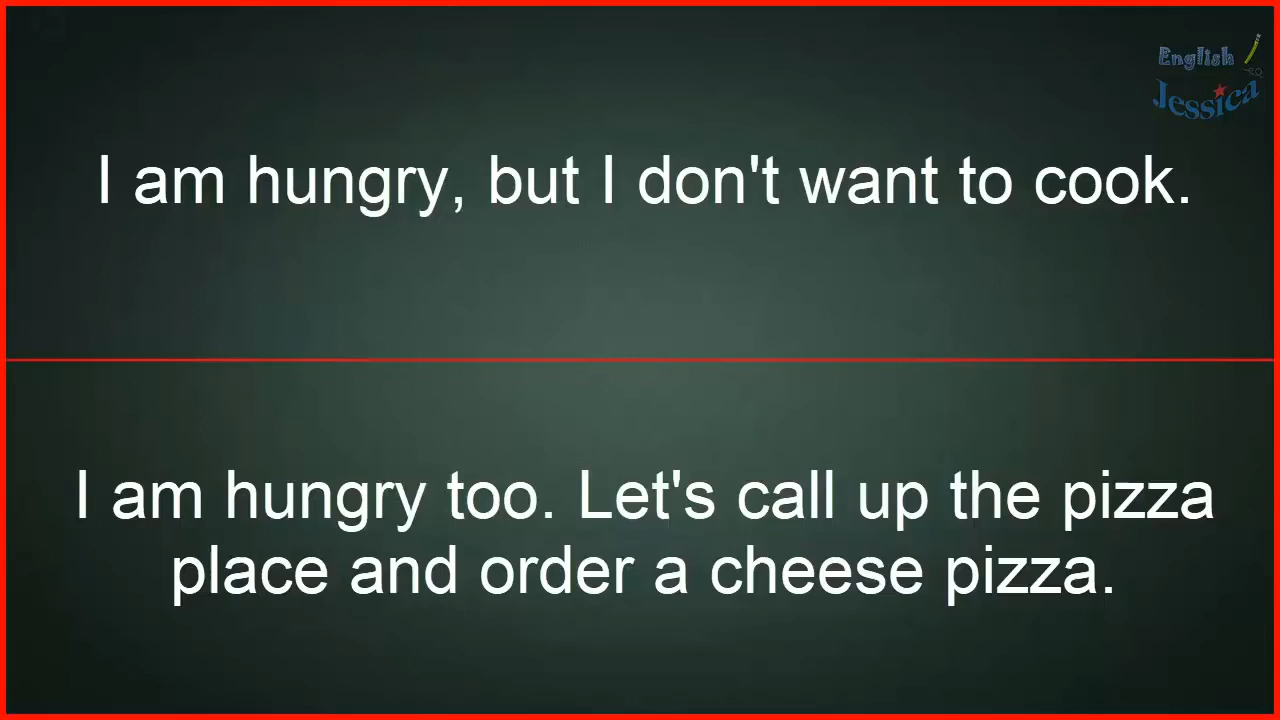 English
Jessica
I am hungry, but I don't want to cook.
I am hungry too. Let's call up the pizza
place and order a cheese pizza.